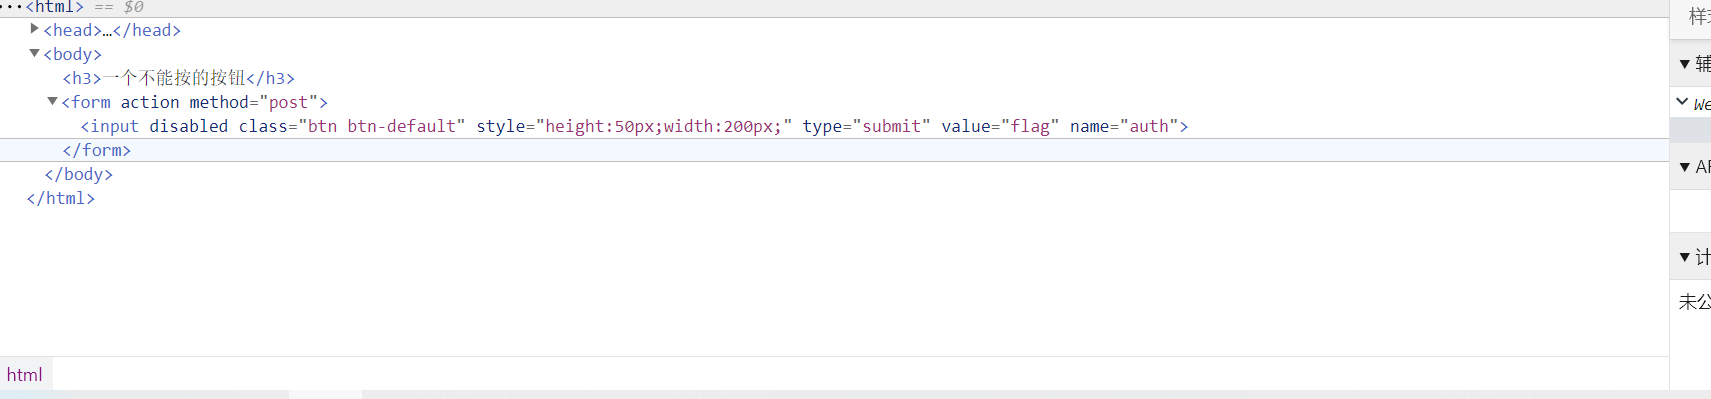 ···<html> == $0
<head>…</head>
<body>
<h3>一个不能按的按钮</h3>
<form action method="post">
<input disabled class="btn btn-default" style="height:50px;width:200px;" type="submit" value="flag" name="auth">
</form>
</body>
</html>
html
辅
We
计
未公